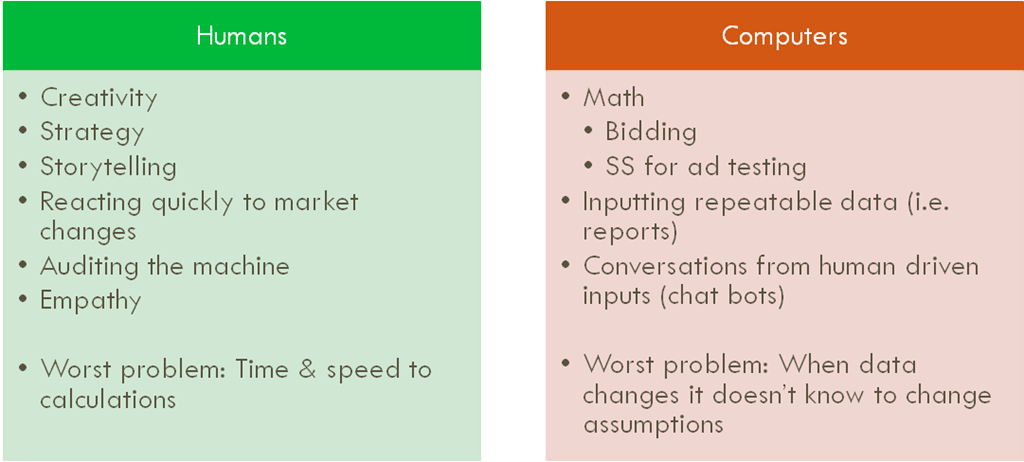 Humans
• Creativity
• Strategy
• Storytelling
• Reacting quickly to market
changes
• Auditing the machine
• Empathy
• Worst problem: Time & speed to
calculations
Computers
• Math
• Bidding
• SS for ad testing
• Inputting repeatable data (i.e.
reports)
• Conversations from human driven
inputs (chat bots)
• Worst problem: When data
changes it doesn't know to change
assumptions